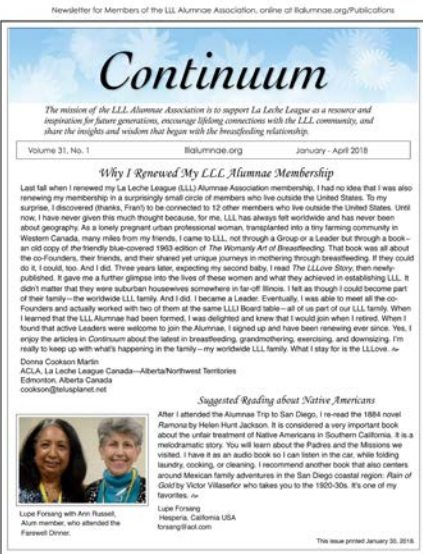 Newsletter for Members of the LLL Alumnae Association, online at llalumnae.org/Publications
Continuum
The mission of the LLL Alumnae Association is to support La Leche League as a resource and
inspiration for future generations, encourage lifelong connections with the LLL community, and
share the insights and wisdom that began with the breastfeeding relationship.
Volume 31, No. 1 lllalumnae.org January - April 2018
Why I Renewed My LLL Alumnae Membership
Last fall when I renewed my La Leche League (LLL) Alumnae Association membership, I had no idea that I was also
renewing my membership in a surprisingly small circle of members who live outside the United States. To my
surprise, I discovered (thanks, Fran!) to be connected to 12 other members who live outside the United States. Until
now, I have never given this much thought because, for me, LLL has always felt worldwide and has never been
about geography. As a lonely pregnant urban professional woman, transplanted into a tiny farming community in
Western Canada, many miles from my friends, I came to LLL, not through a Group or a Leader but through a book–
an old copy of the friendly blue-covered 1963 edition of The Womanly Art of Breastfeeding. That book was all about
the co-Founders, their friends, and their shared yet unique journeys in mothering through breastfeeding. If they could
do it, I could, too. And I did. Three years later, expecting my second baby, I read The LLLove Story, then newly-
published. It gave me a further glimpse into the lives of these women and what they achieved in establishing LLL. It
didn't matter that they were suburban housewives somewhere in far-off Illinois. I felt as though I could become part
of their family—the worldwide LLL family. And I did. I became a Leader. Eventually, I was able to meet all the co-
Founders and actually worked with two of them at the same LLLI Board table—all of us part of our LLL family. When
I learned that the LLL Alumnae had been formed, I was delighted and knew that I would join when I retired. When I
found that active Leaders were welcome to join the Alumnae, I signed up and have been renewing ever since. Yes, I
enjoy the articles in Continuum about the latest in breastfeeding, grandmothering, exercising, and downsizing. I'm
really to keep up with what's happening in the family – my worldwide LLL family. What I stay for is the LLLove.
Donna Cookson Martin
ACLA, La Leche League Canada—Alberta/Northwest Territories
Edmonton, Alberta Canada
cookson@telusplanet.net
Suggested Reading about Native Americans
After I attended the Alumnae Trip to San Diego, I re-read the 1884 novel
Ramona by Helen Hunt Jackson. It is considered a very important book
about the unfair treatment of Native Americans in Southern California. It is a
melodramatic story. You will learn about the Padres and the Missions we
visited. I have it as an audio book so I can listen in the car, while folding
laundry, cooking, or cleaning. I recommend another book that also centers
around Mexican family adventures in the San Diego coastal region: Rain of
Gold by Victor Villaseñor who takes you to the 1920-30s. It's one of my
favorites.
Lupe Forsang
Hesperia, California USA
forsang@aol.com
Lupe Forsang with Ann Russell,
Alum member, who attended the
Farewell Dinner.
This issue printed January 30, 2018.